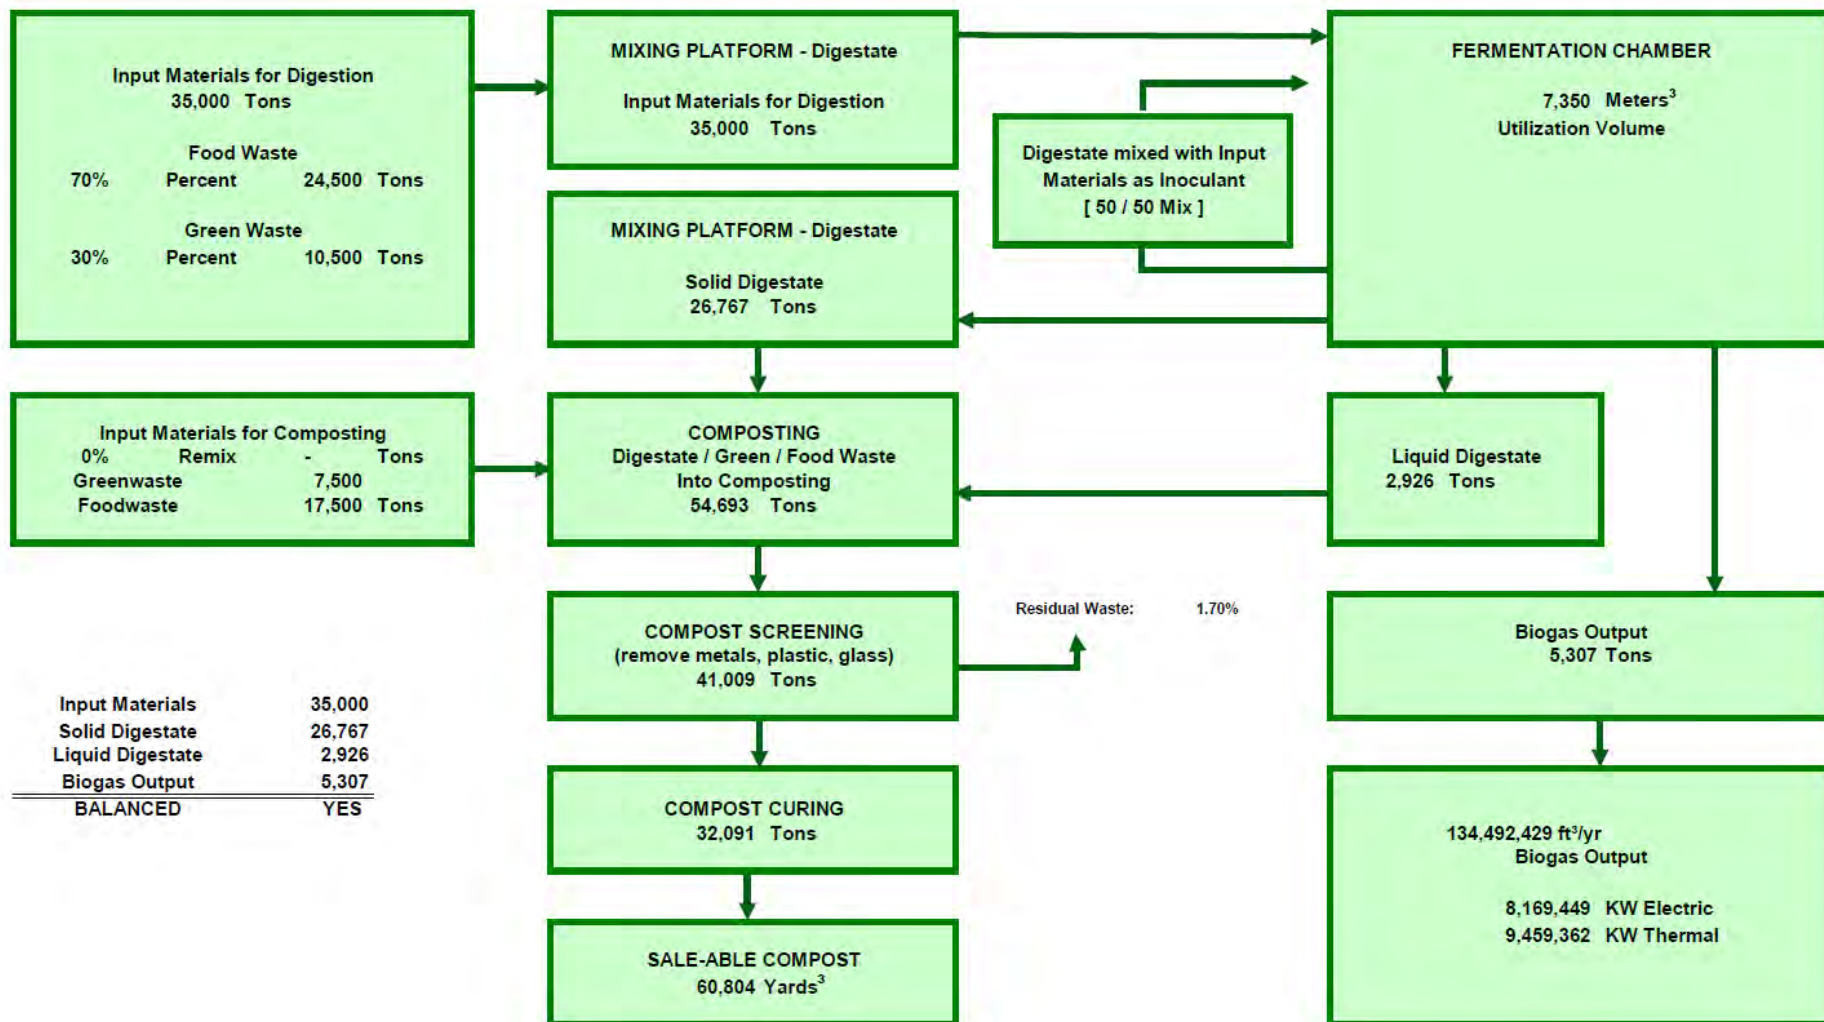 Input Materials for Digestion
35,000 Tons
Food Waste
70% Percent 24,500 Tons
Green Waste
30% Percent 10,500 Tons
MIXING PLATFORM - Digestate
Input Materials for Digestion
35,000 Tons
FERMENTATION CHAMBER
7,350 Meters³
Utilization Volume
Digestate mixed with Input
Materials as Inoculant
[ 50 / 50 Mix ]
MIXING PLATFORM - Digestate
Solid Digestate
26,767 Tons
Input Materials for Composting
0% Remix - Tons
Greenwaste 7,500
Foodwaste 17,500 Tons
COMPOSTING
Digestate / Green / Food Waste
Into Composting
54,693 Tons
Liquid Digestate
2,926 Tons
COMPOST SCREENING
(remove metals, plastic, glass)
41,009 Tons
Residual Waste: 1.70%
Biogas Output
5,307 Tons
Input Materials 35,000
Solid Digestate 26,767
Liquid Digestate 2,926
Biogas Output 5,307
BALANCED YES
COMPOST CURING
32,091 Tons
134,492,429 ft³/yr
Biogas Output
8,169,449 KW Electric
9,459,362 KW Thermal
SALE-ABLE COMPOST
60,804 Yards³